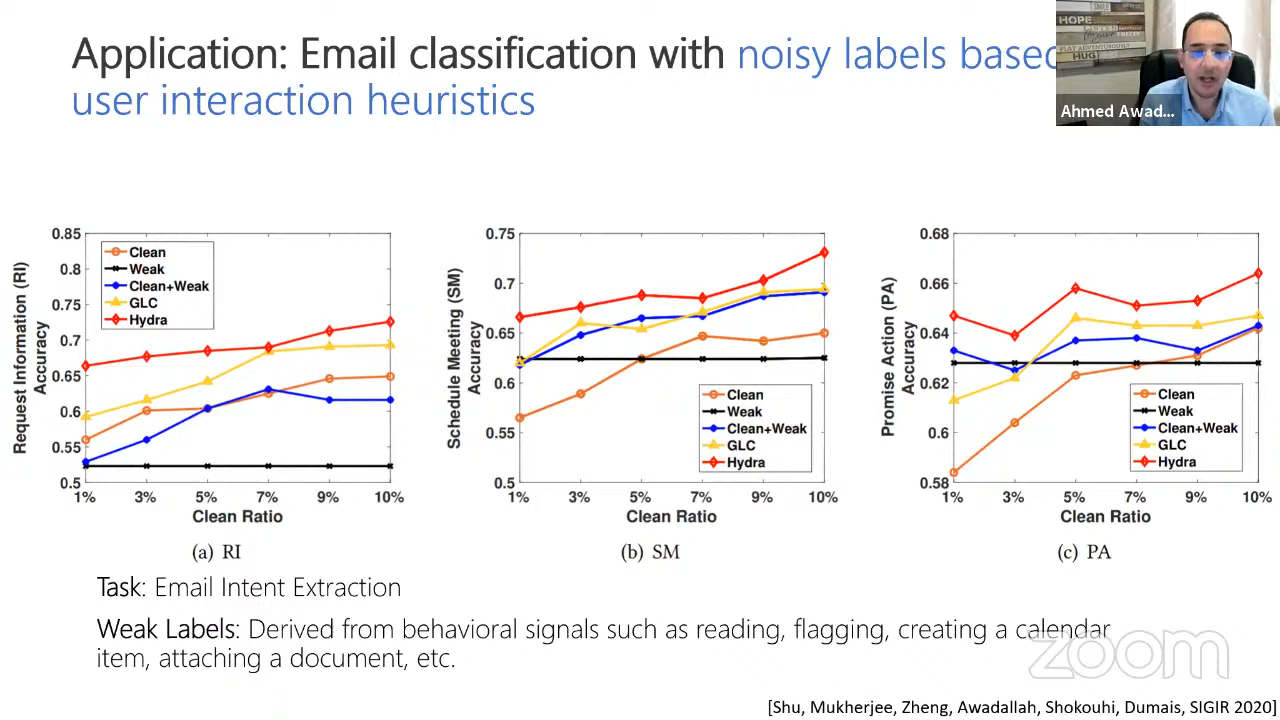 Application: Email classification with noisy labels based
user interaction heuristics
HOPE
HUG
Ahmed Awad...
0.85
0.8
0.75
0.7
0.65
0.6
0.55
0.5
Request Information (RI)
Accuracy
Clean
Weak
Clean+Weak
GLC
Hydra
1% 3% 5% 7% 9% 10%
Clean Ratio
(a) RI
0.75
0.7
0.65
0.6
0.55
0.5
Schedule Meeting (SM)
Accuracy
Clean
Weak
Clean+Weak
GLC
Hydra
1% 3% 5% 7% 9% 10%
Clean Ratio
(b) SM
0.68
0.66
0.64
0.62
0.6
0.58
Promise Action (PA)
Accuracy
Clean
Weak
Clean+Weak
GLC
Hydra
1% 3% 5% 7% 9% 10%
Clean Ratio
(c) PA
Task: Email Intent Extraction
Weak Labels: Derived from behavioral signals such as reading, flagging, creating a calendar
item, attaching a document, etc.
zoom
[Shu, Mukherjee, Zheng, Awadallah, Shokouhi, Dumais, SIGIR 2020]